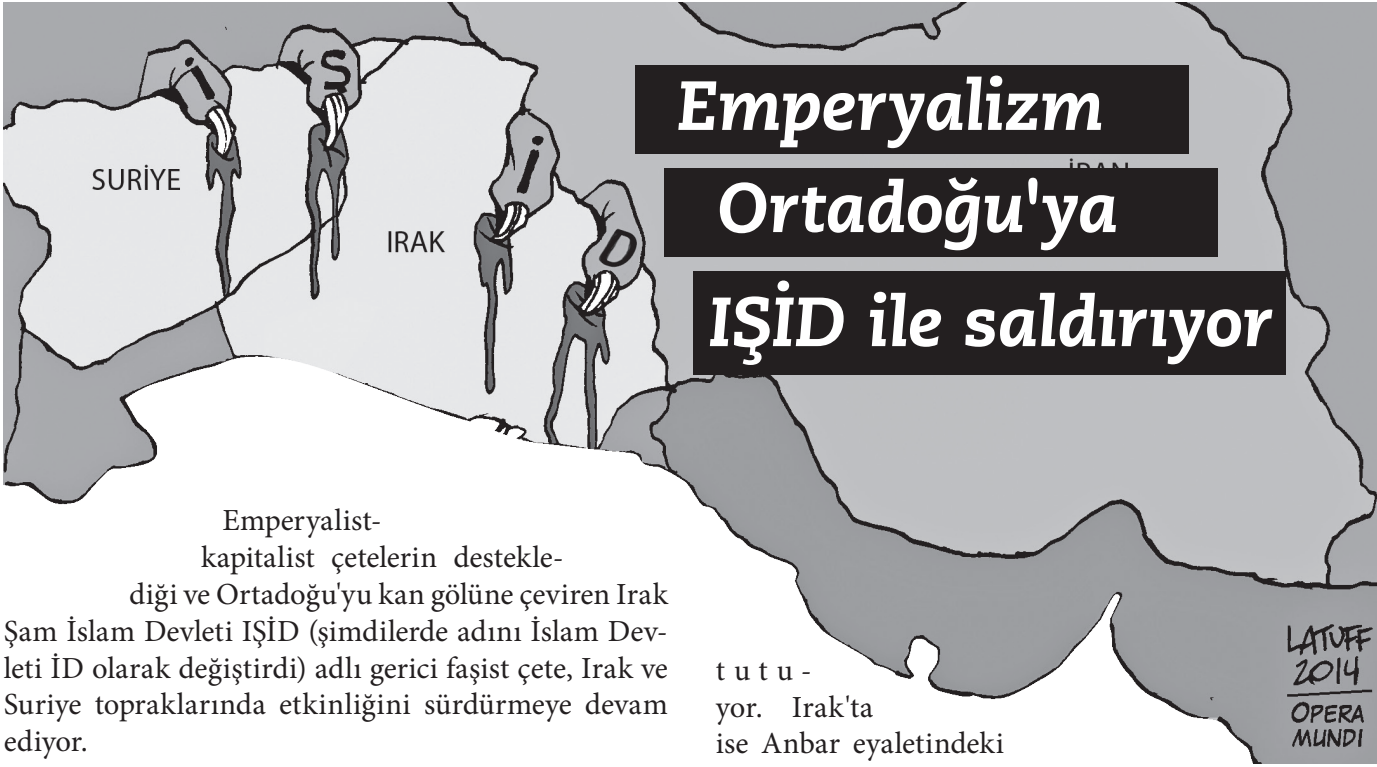 İ
Ş
İ
D
SURİYE
IRAK
İRAN
Emperyalizm
Ortadoğu'ya
IŞİD ile saldırıyor
Emperyalist-
kapitalist çetelerin destekle-
diği ve Ortadoğu'yu kan gölüne çeviren Irak
Şam İslam Devleti IŞİD (şimdilerde adını İslam Dev-
leti İD olarak değiştirdi) adlı gerici faşist çete, Irak ve
Suriye topraklarında etkinliğini sürdürmeye devam
ediyor.
tutu-
yor. Irak'ta
ise Anbar eyaletindeki
LATUFF
2014
OPERA
MUNDI